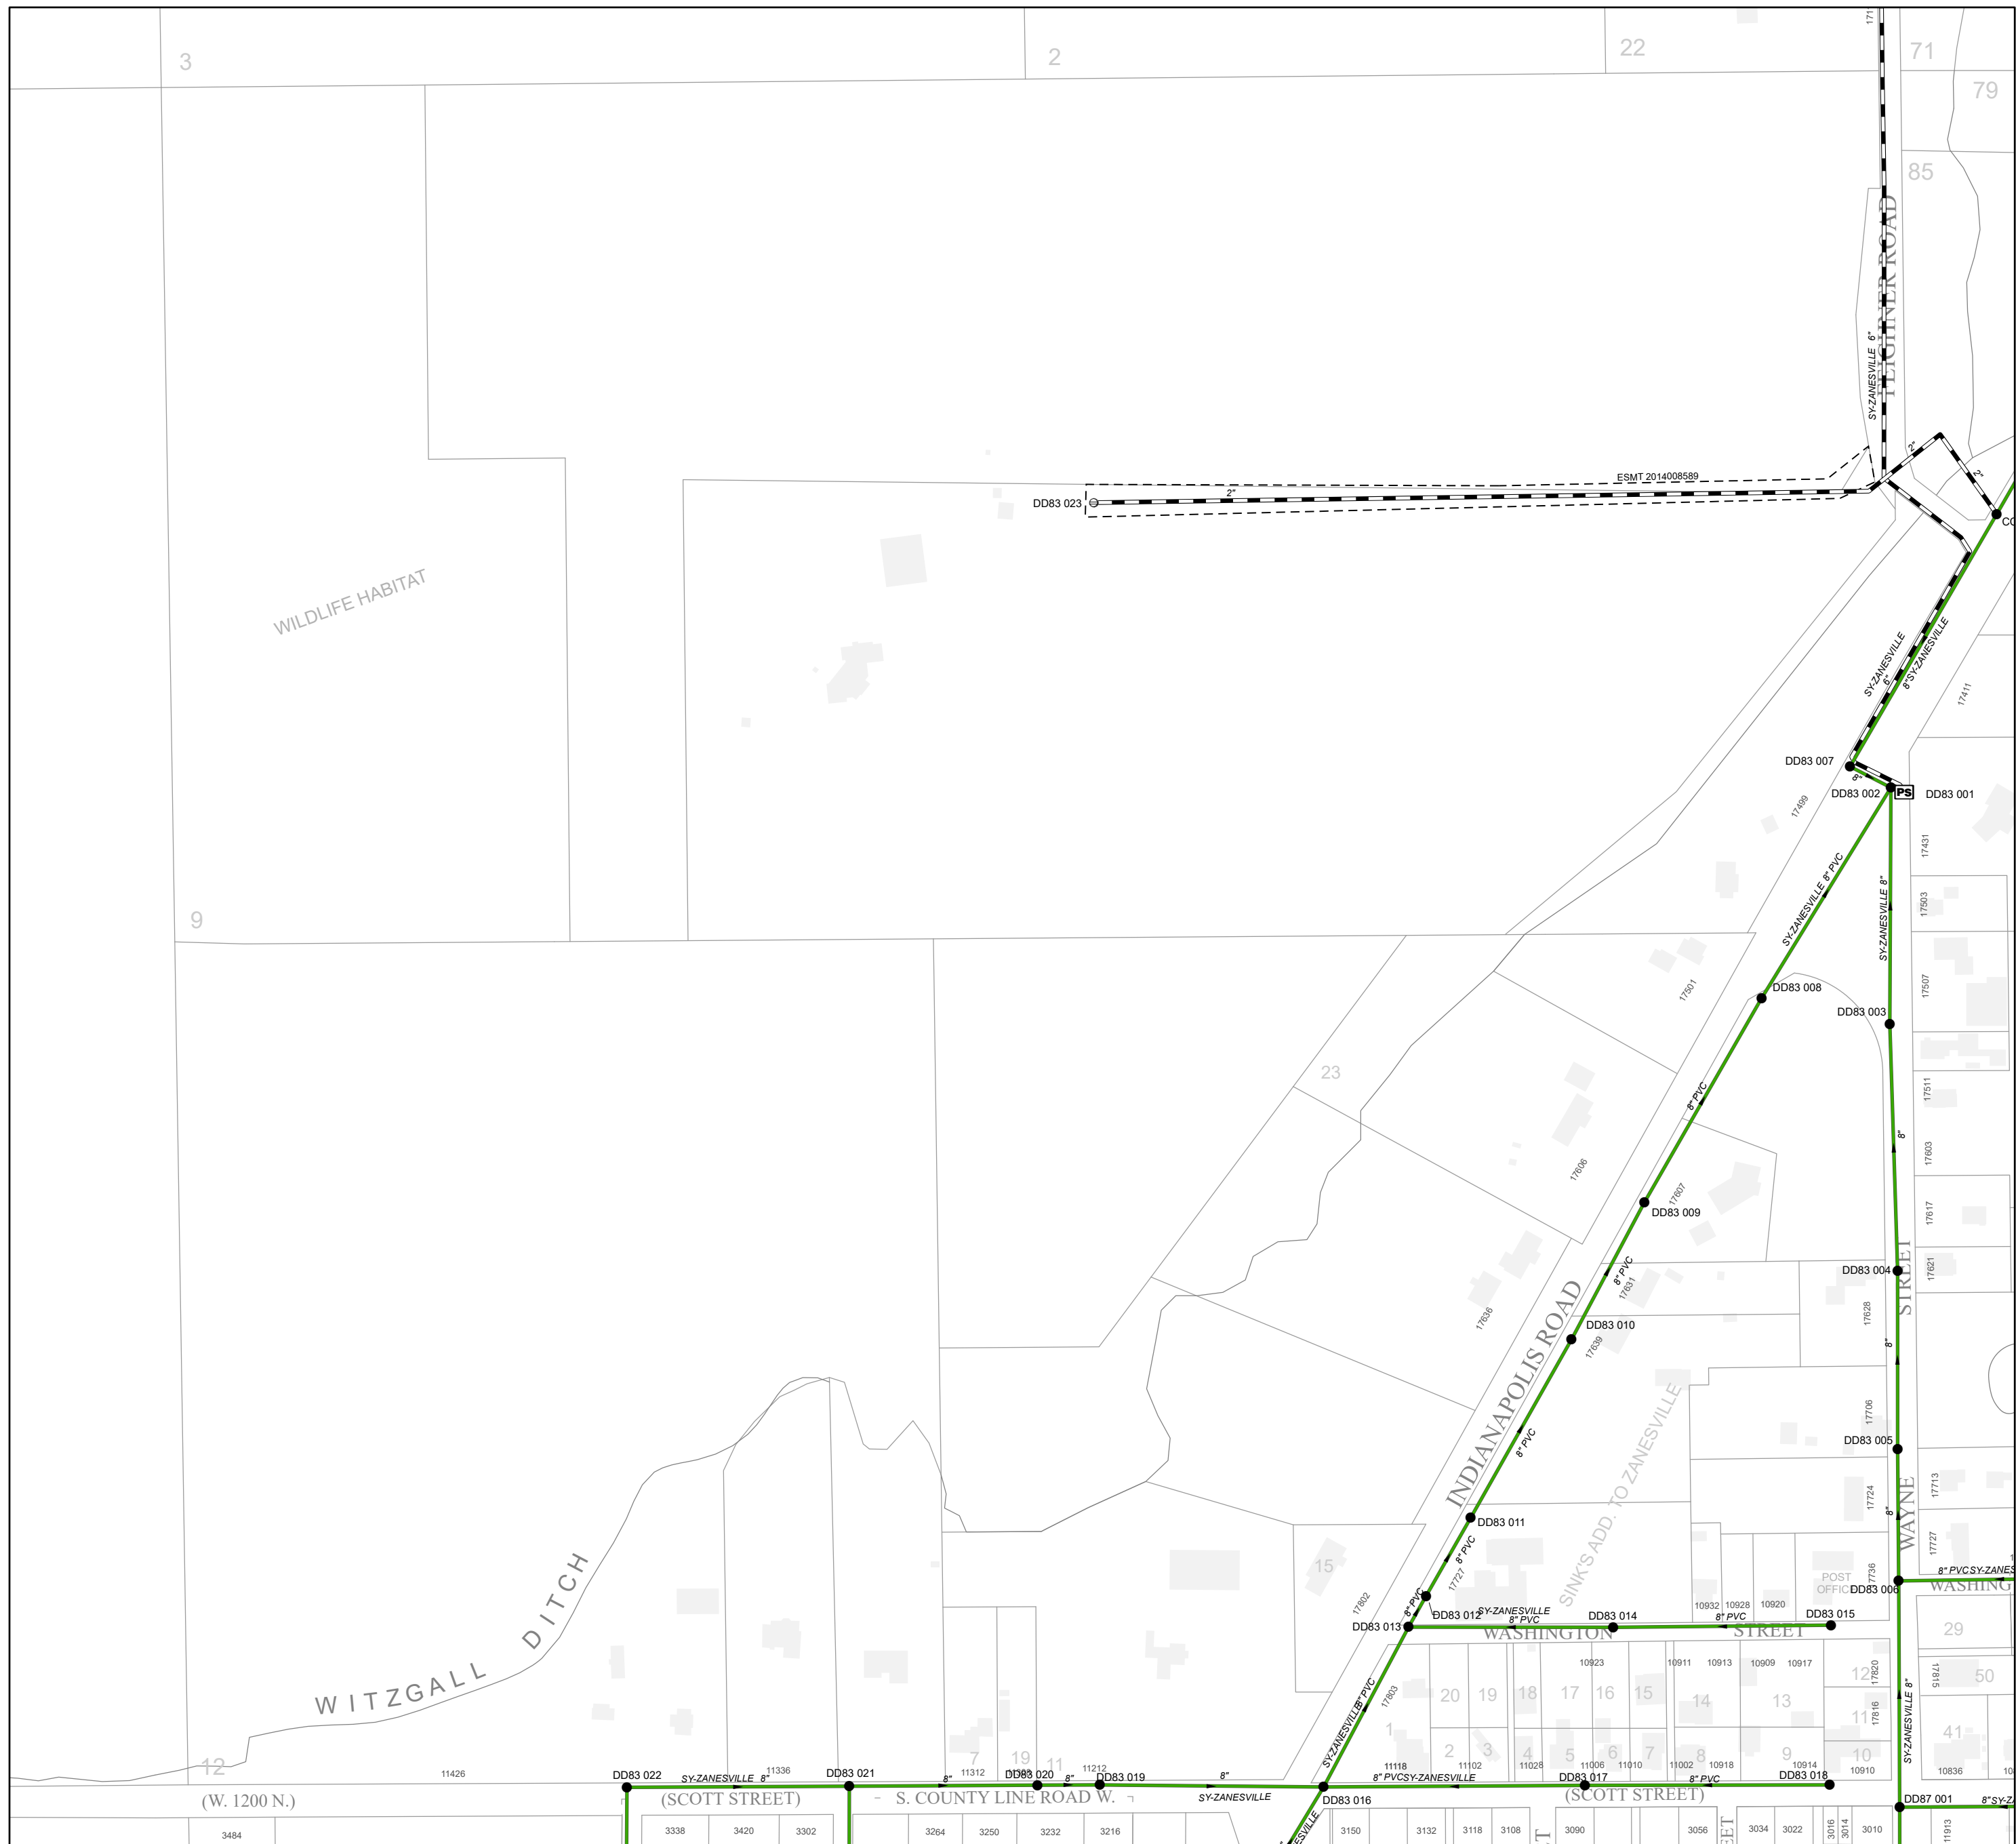 3
2
22
71
79
85
171
FEIGHNER ROAD
SY-ZANESVILLE 6"
ESMT 2014008589
DD83 023
2"
2"
2"
WILDLIFE HABITAT
SY-ZANESVILLE
6"
8"SY-ZANESVILLE
17411
DD83 007
8"
DD83 002
PS
DD83 001
17499
17431
SY-ZANESVILLE 8" PVC
SY-ZANESVILLE 8"
17503
9
17507
17501
DD83 008
DD83 003
23
8" PVC
17511
8"
17603
17606
17607
DD83 009
17617
STREET
17621
DD83 004
8" PVC
17631
17636
17628
INDIANAPOLIS ROAD
DD83 010
17639
8"
17706
8" PVC
SINK'S ADD. TO ZANESVILLE
DD83 005
17713
17724
8"
WAYNE
DD83 011
17727
8" PVC
17727
15
POST
OFFICE
17736
DD83 006
8" PVCSY-ZANES
WASHING
17802
8" PVC
DD83 012
SY-ZANESVILLE
8" PVC
DD83 013
DD83 014
10932
10928
10920
8" PVC
DD83 015
WASHINGTON
STREET
29
WITZGALL DITCH
10923
10911
10913
10909
10917
12
17820
17815
50
SY-ZANESVILLE
8" PVC
17803
1
20
19
18
17
16
15
14
13
11
17816
41
SY-ZANESVILLE 8"
2
3
4
5
6
7
8
9
10
12
7
19
11
11426
11336
11312
11212
11118
11102
11028
11006
11010
11002
10918
10914
10910
10836
DD83 022
SY-ZANESVILLE 8"
DD83 021
8"
DD83 020
8"
DD83 019
SY-ZANESVILLE
DD83 016
8" PVCSY-ZANESVILLE
DD83 017
8" PVC
DD83 018
(W. 1200 N.)
(SCOTT STREET)
S. COUNTY LINE ROAD W.
(SCOTT STREET)
DD87 001
8"SY-Z
3484
3338
3420
3302
3264
3250
3232
3216
3150
3132
3118
3108
3090
3056
3034
3022
3016
3014
3010
11913